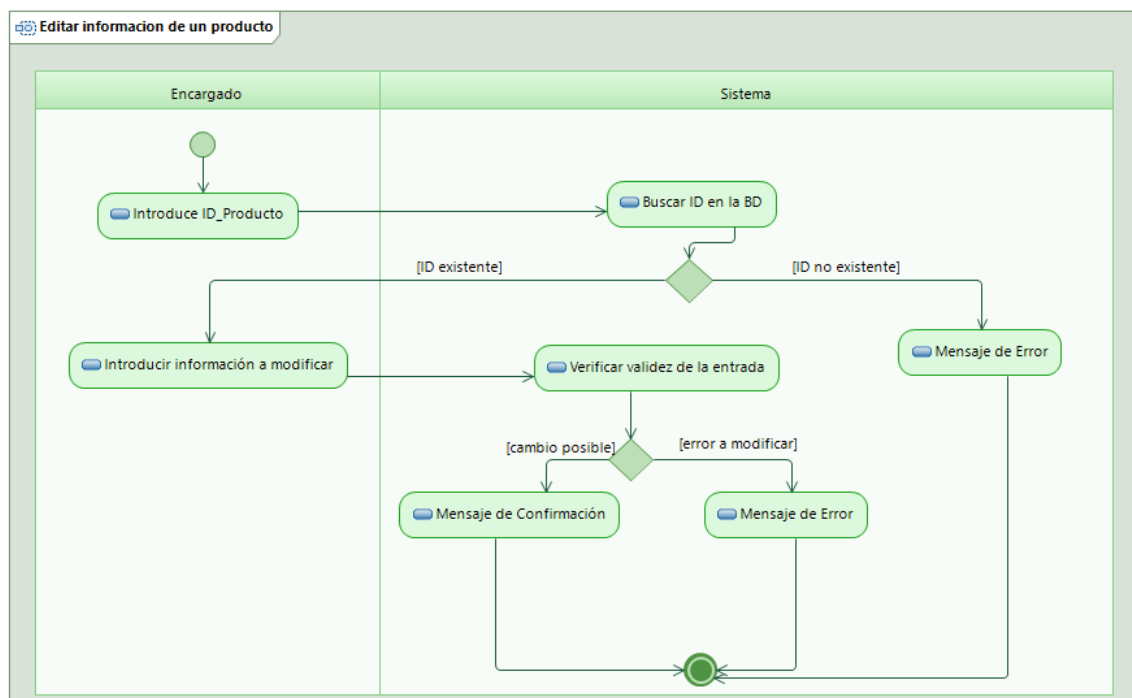 Editar informacion de un producto
Encargado
Sistema
Introduce ID_Producto
Buscar ID en la BD
[ID existente]
[ID no existente]
Introducir información a modificar
Verificar validez de la entrada
Mensaje de Error
[cambio posible]
[error a modificar]
Mensaje de Confirmación
Mensaje de Error